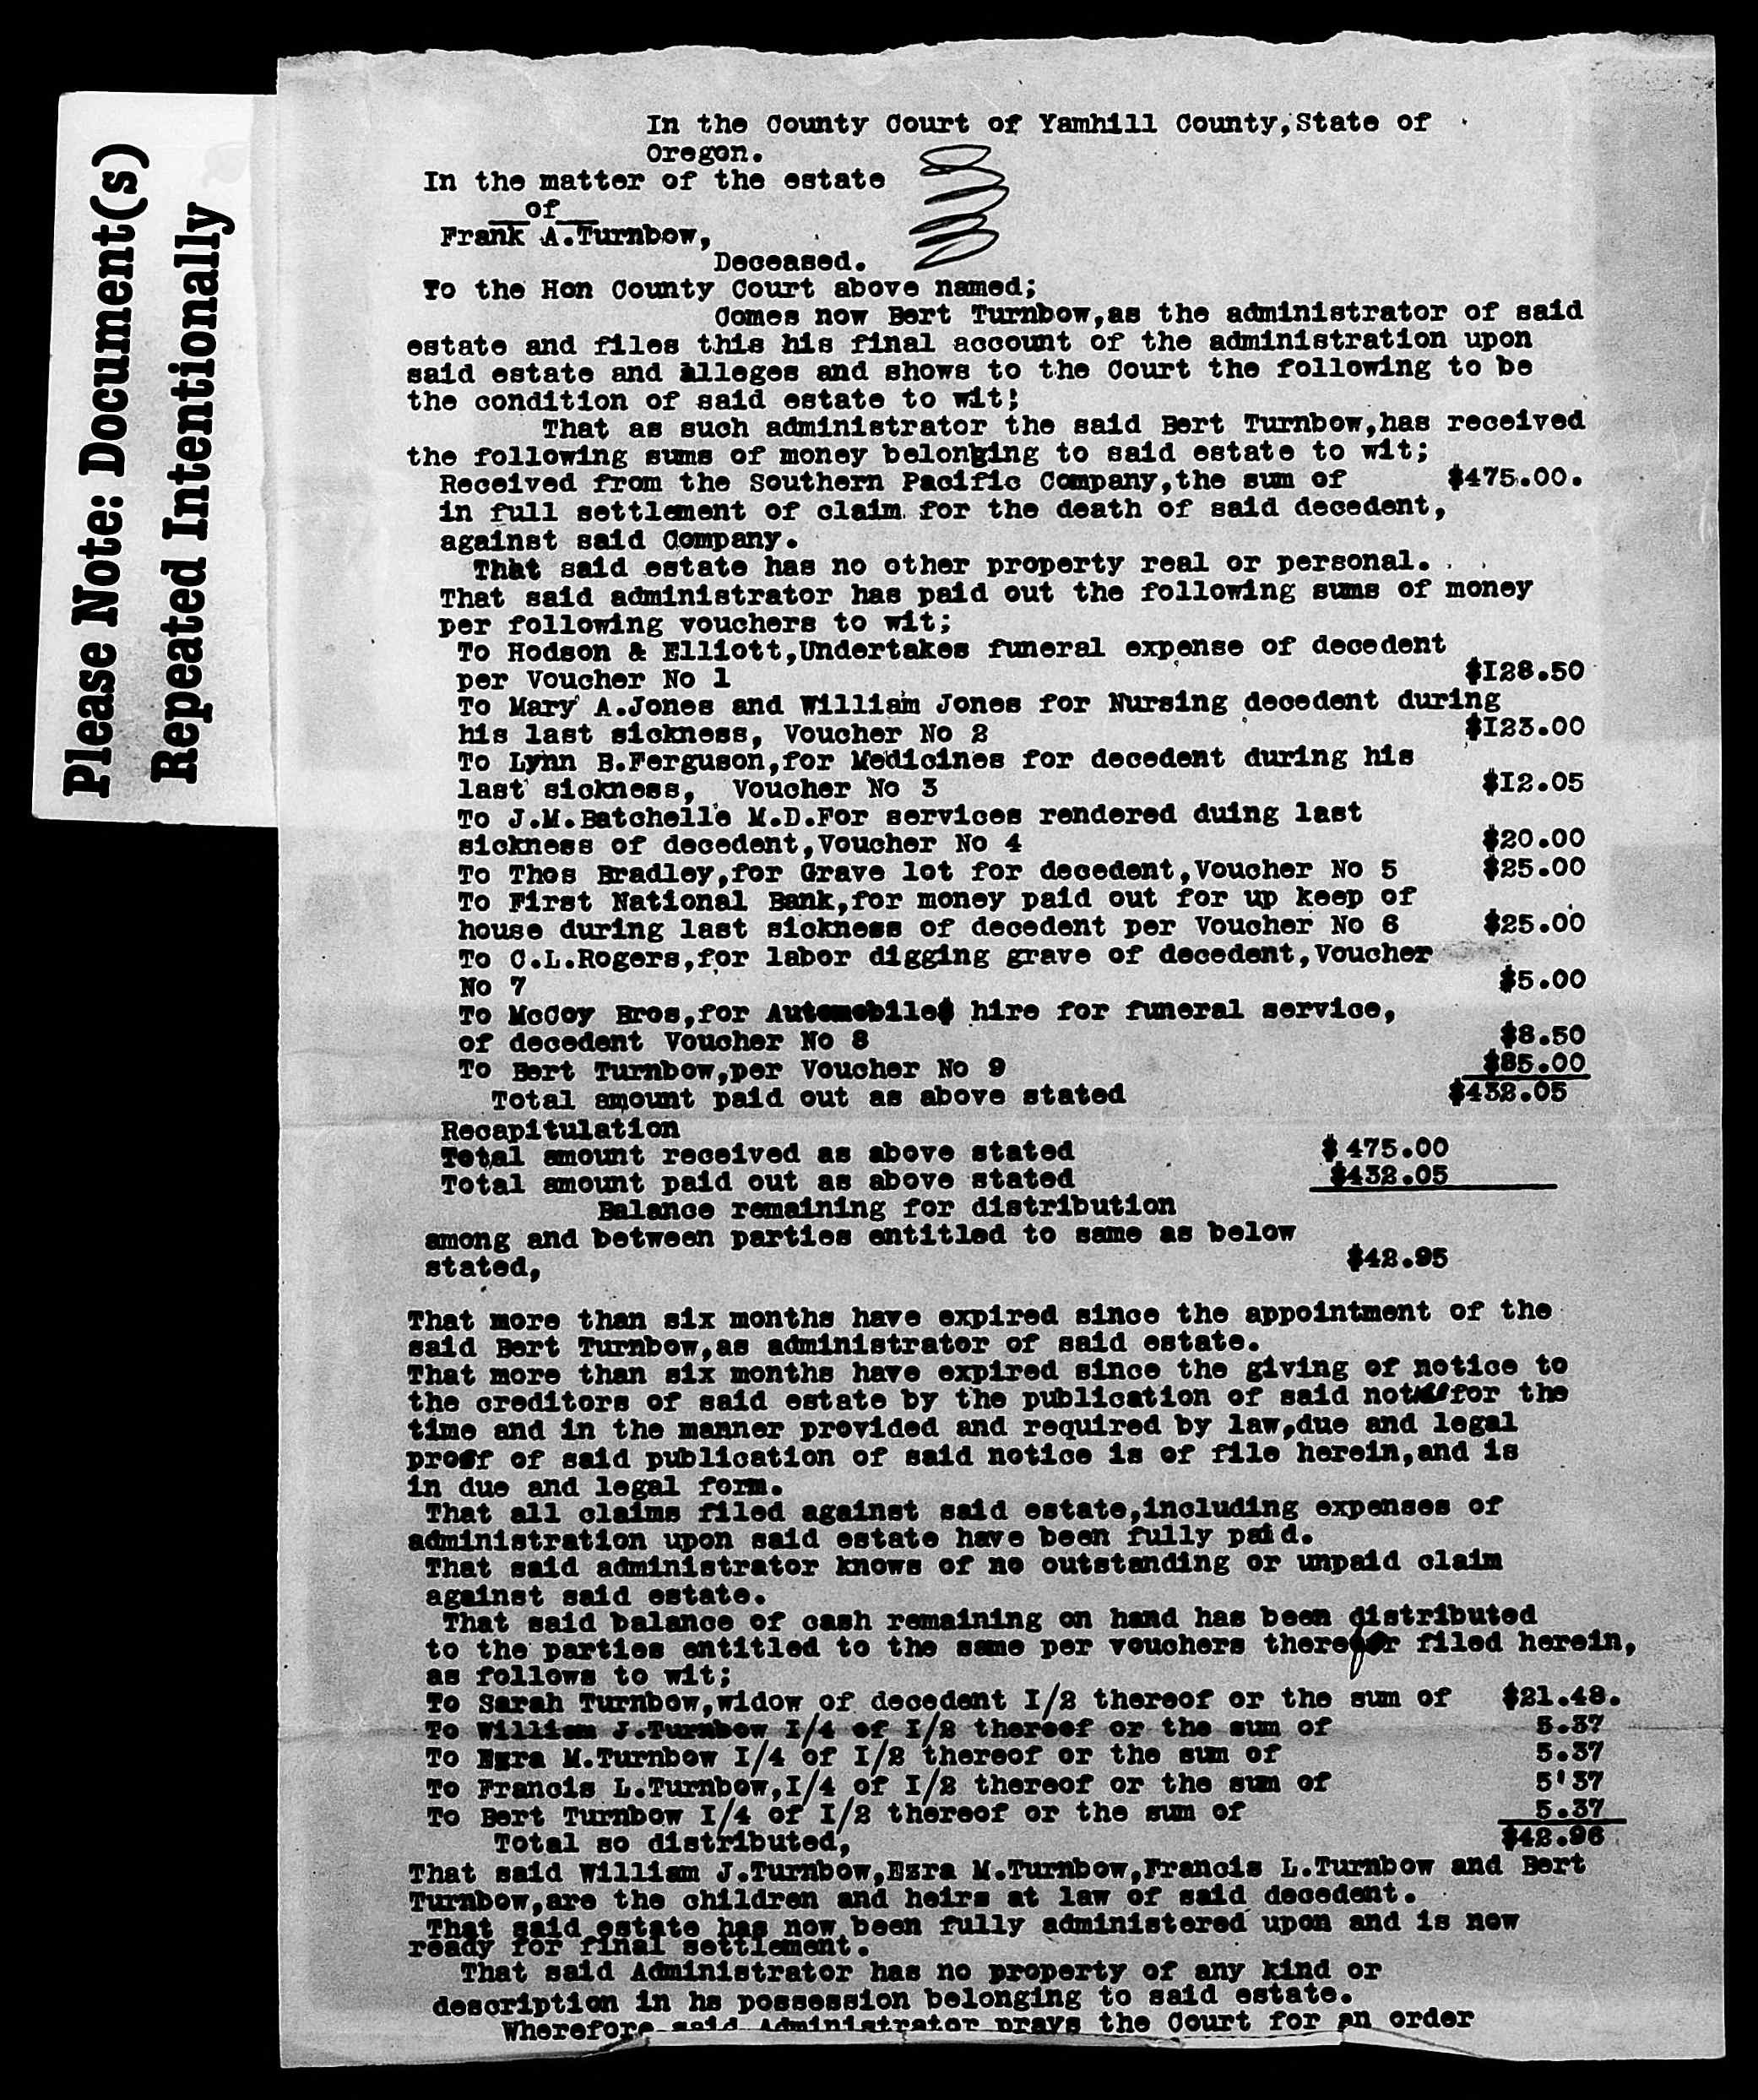 Please Note: Document(s)
Repeated Intentionally
In the County Court of Yamhill County,State of
Oregon.
In the matter of the estate
__of__
Frank A.Turnbow,
Deceased.
To the Hon County Court above named;
Comes now Bert Turnbow,as the administrator of said
estate and files this his final account of the administration upon
said estate and alleges and shows to the Court the following to be
the condition of said estate to wit;
That as such administrator the said Bert Turnbow,has received
the following sums of money belonging to said estate to wit;
Received from the Southern Pacific Company,the sum of $475.00.
in full settlement of claim for the death of said decedent,
against said Company.
That said estate has no other property real or personal.
That said administrator has paid out the following sums of money
per following vouchers to wit;
To Hodson & Elliott,Undertakes funeral expense of decedent
per Voucher No 1 $I28.50
To Mary A.Jones and William Jones for Nursing decedent during
his last sickness, Voucher No 2 $I23.00
To Lynn B.Ferguson,for Medicines for decedent during his
last sickness, Voucher No 3 $I2.05
To J.M.Batchelle M.D.For services rendered duing last
sickness of decedent,Voucher No 4 $20.00
To Thos Bradley,for Grave lot for decedent,Voucher No 5 $25.00
To First National Bank,for money paid out for up keep of
house during last sickness of decedent per Voucher No 6 $25.00
To C.L.Rogers,for labor digging grave of decedent,Voucher
No 7 $5.00
To McCoy Bros,for Automobiles hire for funeral service,
of decedent Voucher No 8 $8.50
To Bert Turnbow,per Voucher No 9 $85.00
Total amount paid out as above stated $432.05
Recapitulation
Total amount received as above stated $ 475.00
Total amount paid out as above stated $432.05
Balance remaining for distribution
among and between parties entitled to same as below
stated, $42.95
That more than six months have expired since the appointment of the
said Bert Turnbow,as administrator of said estate.
That more than six months have expired since the giving of notice to
the creditors of said estate by the publication of said for the
time and in the manner provided and required by law,due and legal
proof of said publication of said notice is of file herein,and is
in due and legal form.
That all claims filed against said estate,including expenses of
administration upon said estate have been fully paid.
That said administrator knows of no outstanding or unpaid claim
against said estate.
That said balance of cash remaining on hand has been distributed
to the parties entitled to the same per vouchers therefor filed herein,
as follows to wit;
To Sarah Turnbow,widow of decedent I/2 thereof or the sum of $21.48.
To William J.Turnbow I/4 of I/2 thereof or the sum of 5.37
To Ezra M.Turnbow I/4 of I/2 thereof or the sum of 5.37
To Francis L.Turnbow,I/4 of I/2 thereof or the sum of 5'37
To Bert Turnbow I/4 of I/2 thereof or the sum of 5.37
Total so distributed, $42.96
That said William J.Turnbow,Ezra M.Turnbow,Francis L.Turnbow and Bert
Turnbow,are the children and heirs at law of said decedent.
That said estate has now been fully administered upon and is now
ready for final settlement.
That said Administrator has no property of any kind or
description in hs possession belonging to said estate.
Wherefore said Administrator prays the Court for an order